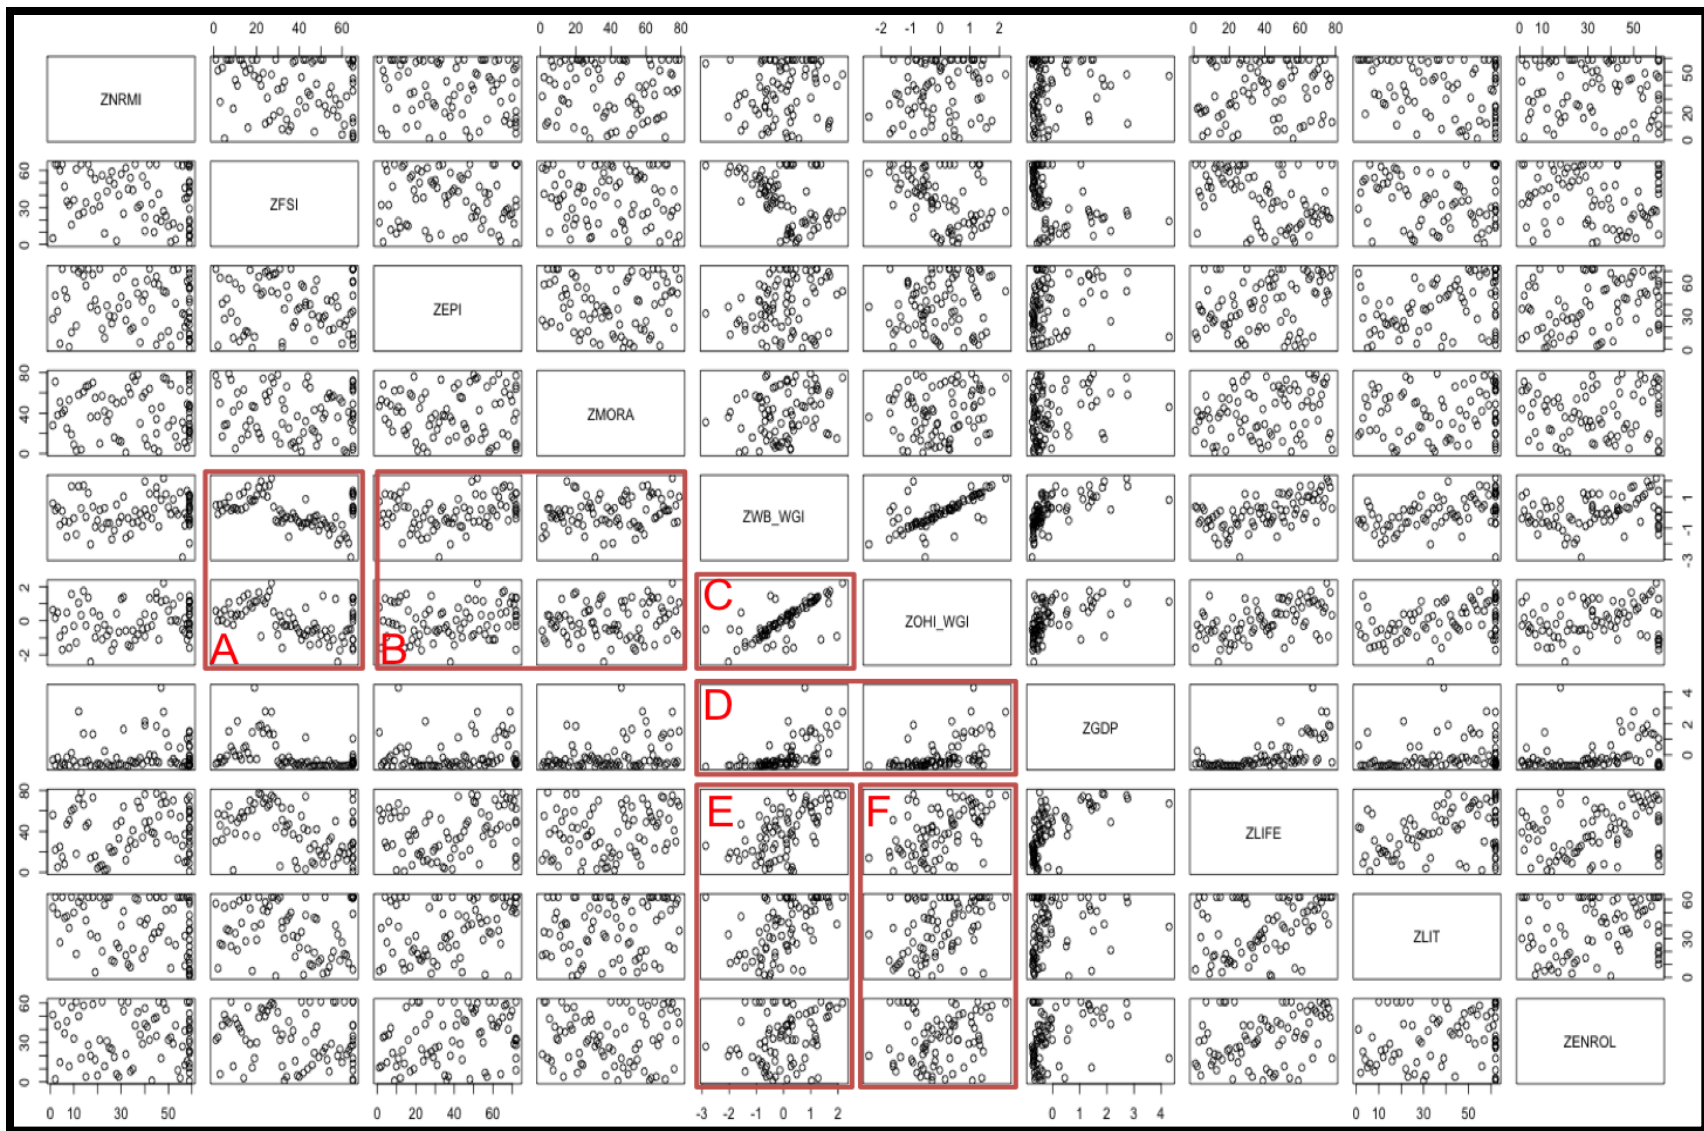 0 20 40 60 0 20 40 60 80 -2 -1 0 1 2 0 20 40 60 80 0 10 30 50
ZNRMI 0 20 50
0 30 60 ZFSI
ZEPI 0 30 60
0 40 80 ZMORA
ZWB_WGI -3 -1 1
-2 0 2 A B C ZOHI_WGI
D ZGDP 0 2 4
0 40 80 E F ZLIFE
ZLIT 0 30 60
0 30 60 ZENROL
0 10 30 50 0 20 40 60 -3 -2 -1 0 1 2 0 1 2 3 4 0 10 30 50